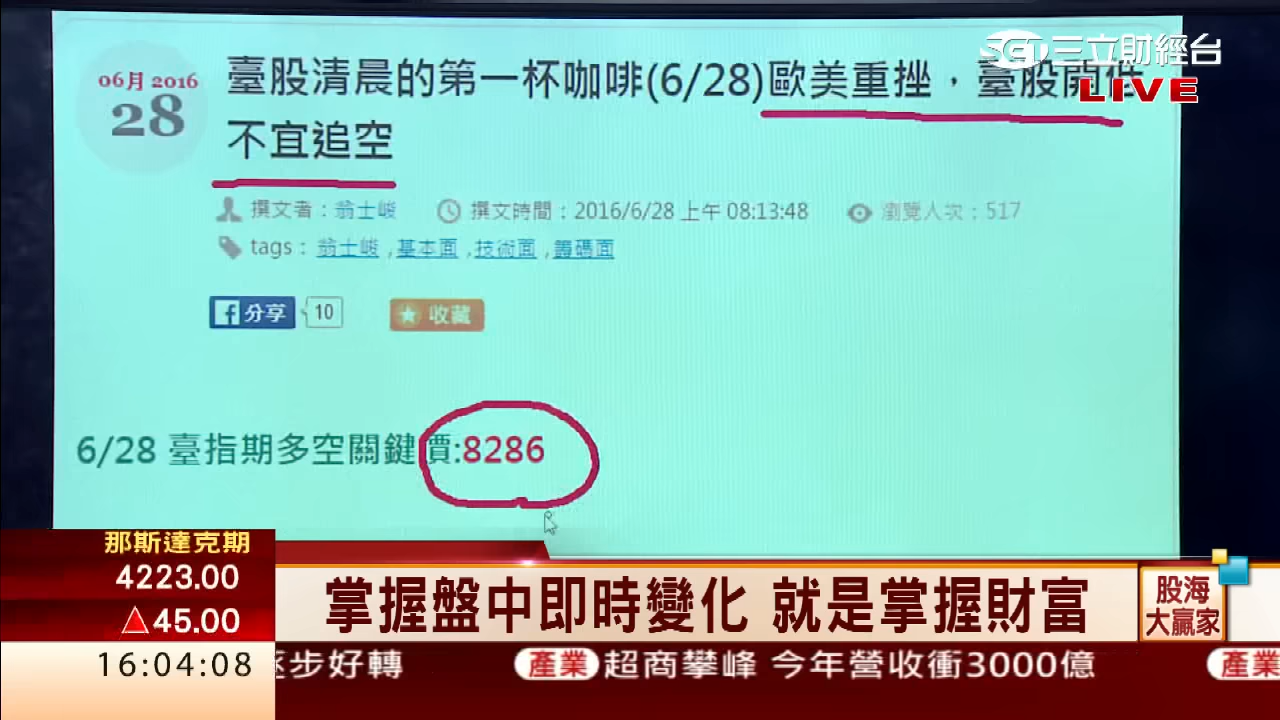 SET 三立財經台
LIVE
06月 2016
28
臺股清晨的第一杯咖啡(6/28)歐美重挫，臺股開低
不宜追空
撰文者：翁士峻 撰文時間：2016/6/28 上午 08:13:48 瀏覽人次：517
tags： 翁士峻 ,基本面 ,技術面 ,籌碼面
f 分享 10 收藏
6/28 臺指期多空關鍵價:8286
那斯達克期
4223.00
△45.00
掌握盤中即時變化 就是掌握財富
股海
大贏家
16:04:08
步好轉 產業 超商攀峰 今年營收衝3000億 產業